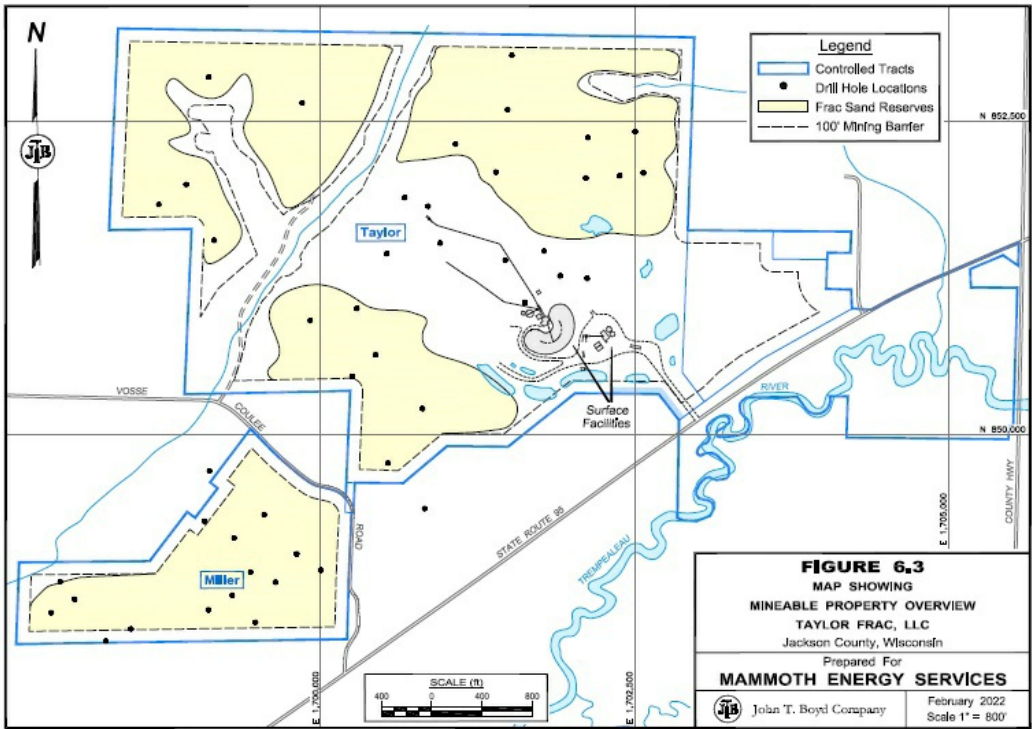 N
JTB
Legend
Controlled Tracts
Drill Hole Locations
Frac Sand Reserves
100' Mining Barrier
N 852,500
Taylor
VOSSE
COULEE
ROAD
Surface
Facilities
RIVER
N 850,000
COUNTY HWY
E 1,705,000
STATE ROUTE 95
TREMPEALEAU
Miller
E 1,700,000
E 1,702,500
SCALE (ft)
400 0 400 800
FIGURE 6.3
MAP SHOWING
MINEABLE PROPERTY OVERVIEW
TAYLOR FRAC, LLC
Jackson County, Wisconsin
Prepared For
MAMMOTH ENERGY SERVICES
JTB John T. Boyd Company
February 2022
Scale 1" = 800'